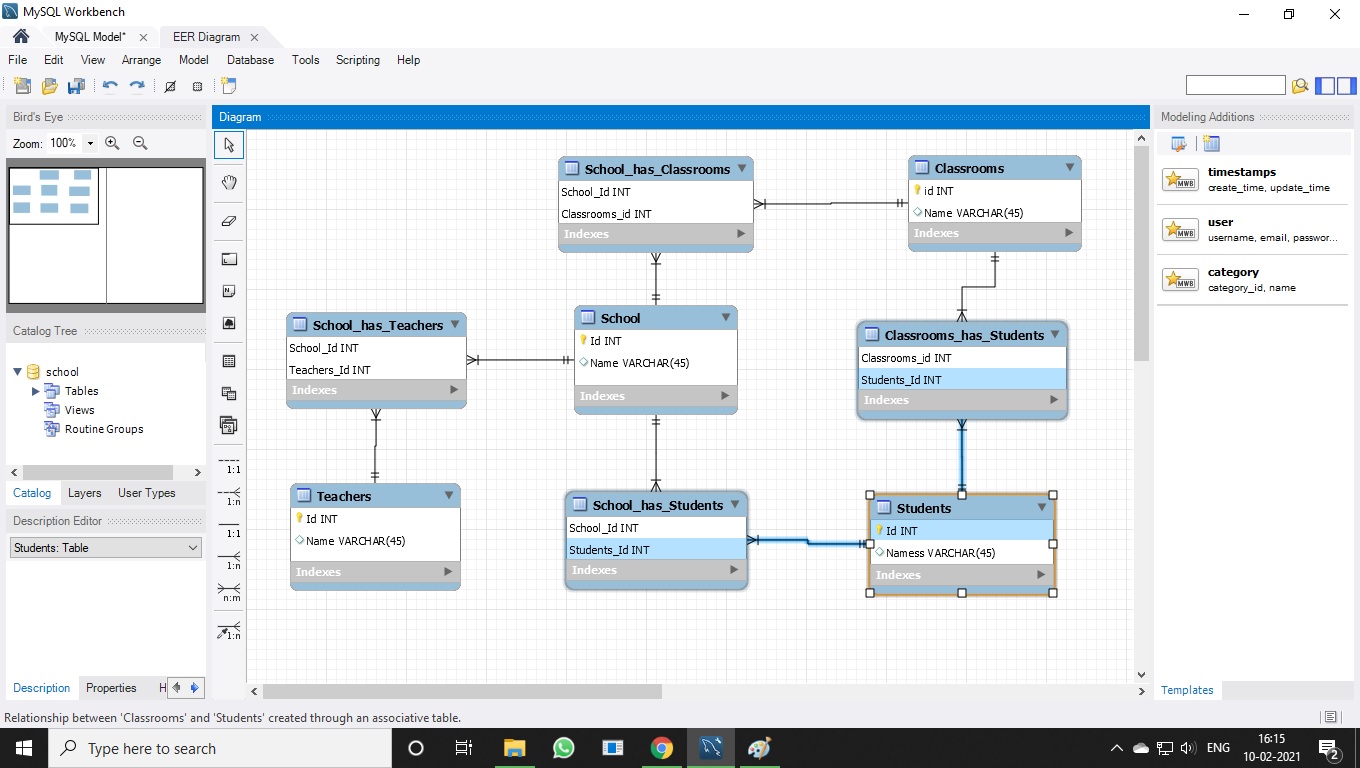 MySQL Workbench
MySQL Model* EER Diagram
File Edit View Arrange Model Database Tools Scripting Help
Bird's Eye
Zoom: 100%
Catalog Tree
school
Tables
Views
Routine Groups
Catalog Layers User Types
Description Editor
Students: Table
Description Properties H
Diagram
1:1
1:n
1:1
1:n
n:m
1:n
School_has_Classrooms
School_Id INT
Classrooms_id INT
Indexes
Classrooms
id INT
Name VARCHAR(45)
Indexes
School_has_Teachers
School_Id INT
Teachers_Id INT
Indexes
School
Id INT
Name VARCHAR(45)
Indexes
Classrooms_has_Students
Classrooms_id INT
Students_Id INT
Indexes
Teachers
Id INT
Name VARCHAR(45)
Indexes
School_has_Students
School_Id INT
Students_Id INT
Indexes
Students
Id INT
Namess VARCHAR(45)
Indexes
Modeling Additions
MWB
timestamps
create_time, update_time
MWB
user
username, email, passwor...
MWB
category
category_id, name
Templates
Relationship between 'Classrooms' and 'Students' created through an associative table.
Type here to search
ENG
16:15
10-02-2021
2